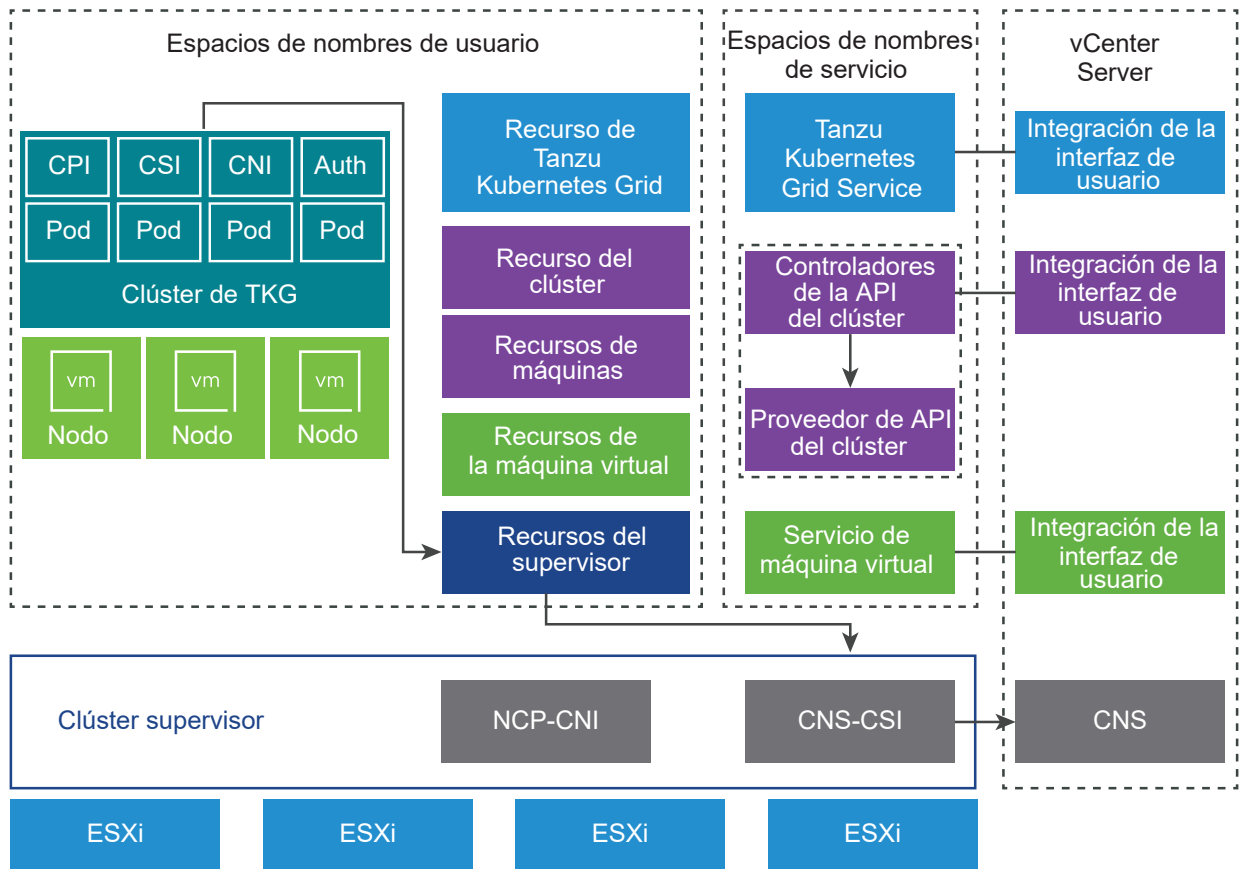 Espacios de nombres de usuario
CPI
CSI
CNI
Auth
Pod
Pod
Pod
Pod
Clúster de TKG
vm
Nodo
vm
Nodo
vm
Nodo
Recurso de
Tanzu
Kubernetes Grid
Recurso del
clúster
Recursos de
máquinas
Recursos de
la máquina virtual
Recursos del
supervisor
Espacios de nombres
de servicio
Tanzu
Kubernetes
Grid Service
Controladores
de la API
del clúster
Proveedor de API
del clúster
Servicio de
máquina virtual
vCenter
Server
Integración de la
interfaz de
usuario
Integración de la
interfaz de
usuario
Integración de la
interfaz de
usuario
Clúster supervisor
NCP-CNI
CNS-CSI
CNS
ESXi
ESXi
ESXi
ESXi